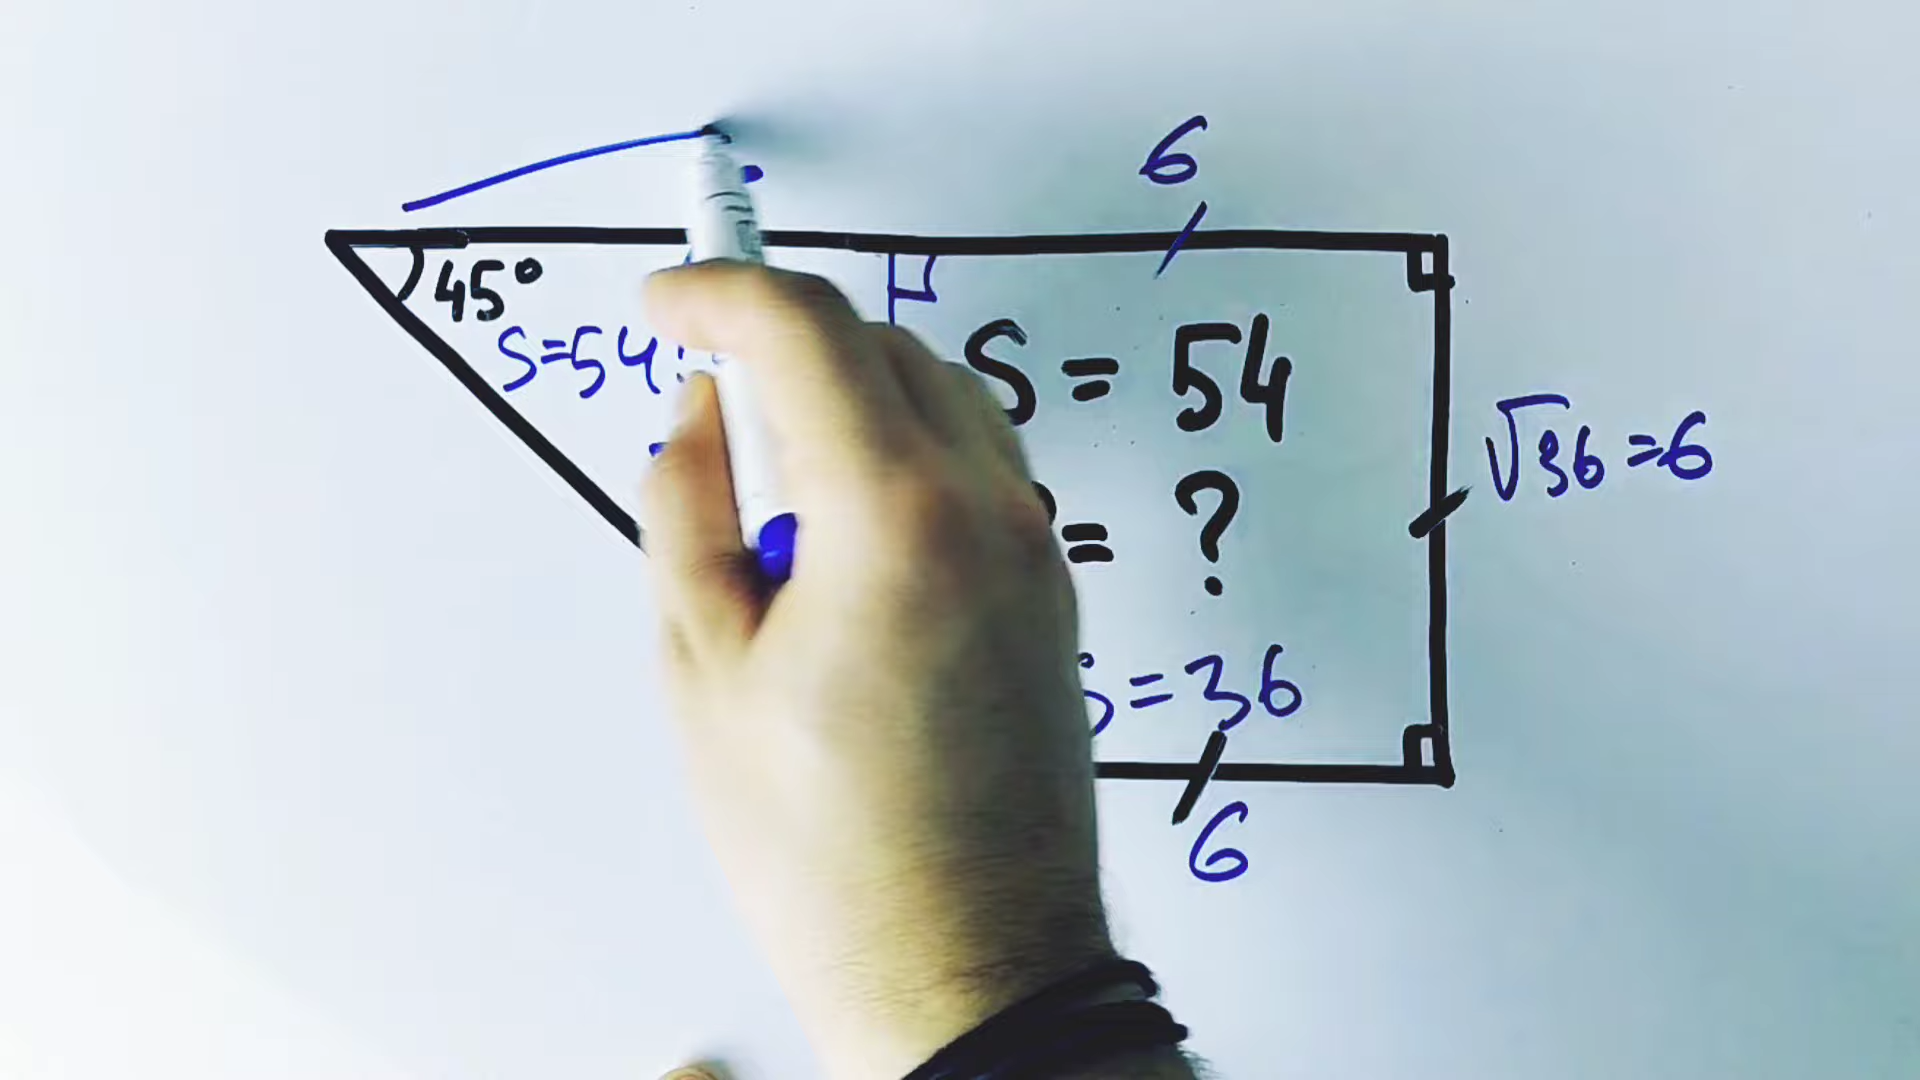 6
45°
S=54:
S = 54
√36 =6
= ?
S=36
6